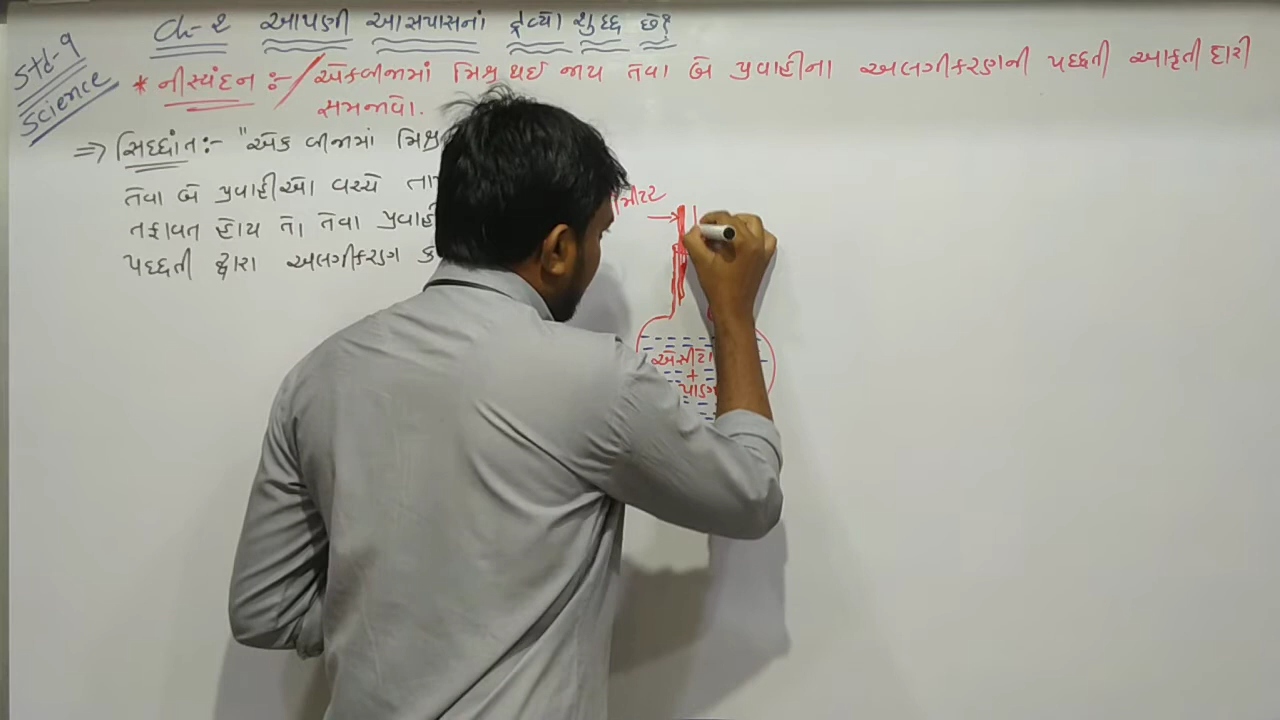 Std-9
Science
Ch-2 આપણી આસપાસનાં દ્રવ્યો શુદ્ધ છે?
* નીસ્યંદન :- / એકબીજામાં મિશ્ર થઈ જાય તેવા બે પ્રવાહીના અલગીકરણની પદ્ધતી આકૃતી દોરી
સમજાવો.
⇒ સિદ્ધાંત:- "એક બીજામાં મિશ્ર
તેવા બે પ્રવાહીઓ વચ્ચે
તફાવત હોય તો તેવા પ્રવાહી
પદ્ધતી દ્વારા અલગીકરણ ક
મીટર
એસીટો
+
પાણ